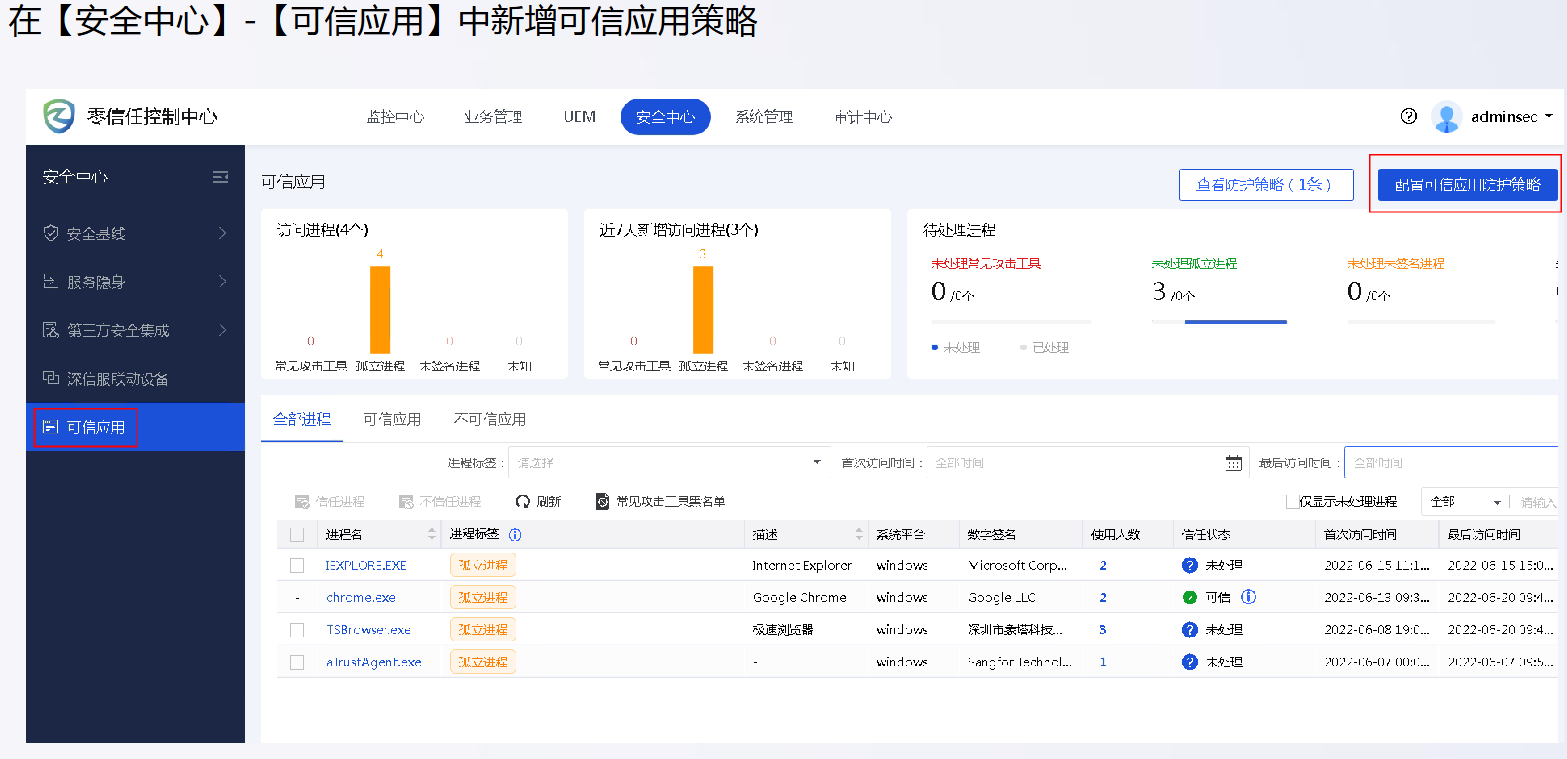 在【安全中心】-【可信应用】中新增可信应用策略
零信任控制中心 监控中心 业务管理 UEM 安全中心 系统管理 审计中心 adminsec
安全中心
安全基线
服务隐身
第三方安全集成
深信服联动设备
可信应用
可信应用 查看防护策略（1条） 配置可信应用防护策略
访问进程(4个) 近7天新增访问进程(3个) 待处理进程
4 3
未处理常见攻击工具 未处理孤立进程 未处理未签名进程
0 /0个 3 /0个 0 /0个
0 0 0 0 0 0
未处理 已处理
常见攻击工具 孤立进程 未签名进程 未知 常见攻击工具 孤立进程 未签名进程 未知
全部进程 可信应用 不可信应用
进程标签： 请选择 首次访问时间： 全部时间 最后访问时间： 全部时间
信任进程 不信任进程 刷新 常见攻击工具黑名单 仅显示未处理进程 全部 请输入
进程名 进程标签 描述 系统平台 数字签名 使用人数 信任状态 首次访问时间 最后访问时间
IEXPLORE.EXE 孤立进程 Internet Explorer windows Microsoft Corp... 2 未处理 2022-06-15 11:1... 2022-06-15 15:0...
- chrome.exe 孤立进程 Google Chrome windows Google LLC 2 可信 2022-06-13 09:3... 2022-06-20 09:4...
TSBrowser.exe 孤立进程 极速浏览器 windows 深圳市豪塔科技... 3 未处理 2022-06-08 19:0... 2022-06-20 09:4...
aTrustAgent.exe 孤立进程 - windows Sangfor Technol... 1 未处理 2022-06-07 00:0... 2022-06-07 09:5...